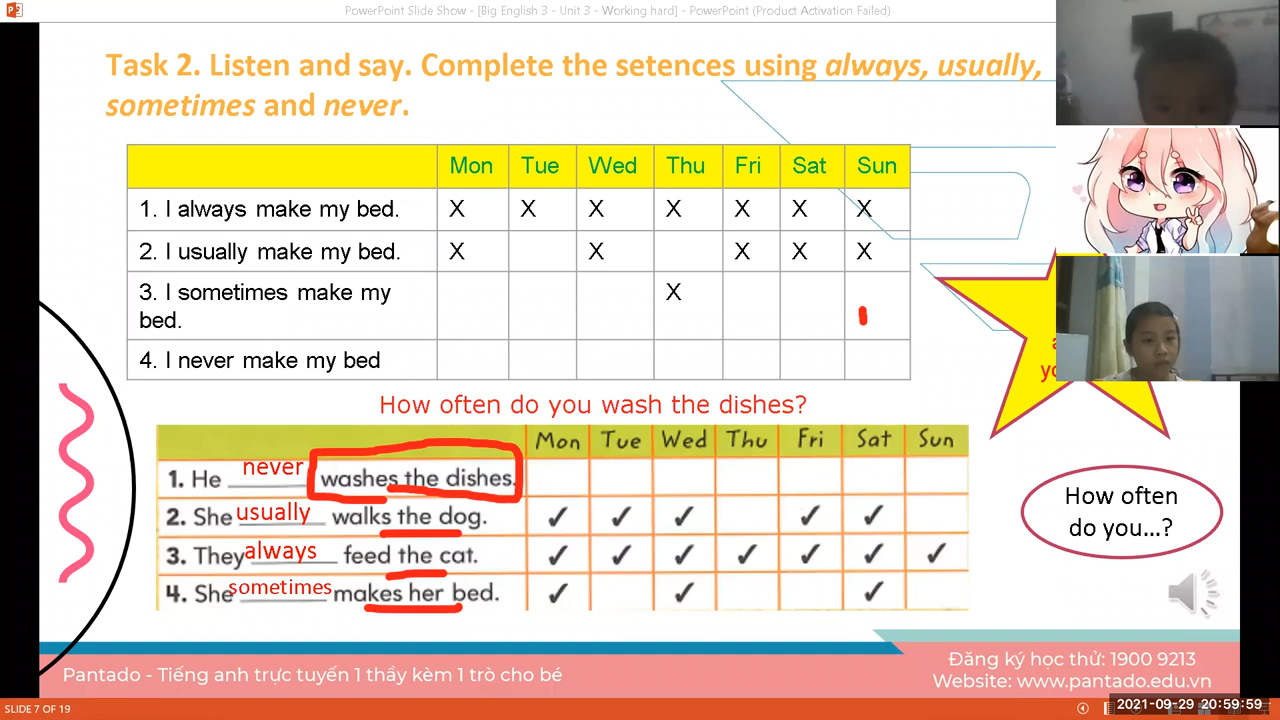 PowerPoint Slide Show - [Big English 3 - Unit 3 - Working hard] - PowerPoint (Product Activation Failed)
Task 2. Listen and say. Complete the setences using always, usually,
sometimes and never.
Mon Tue Wed Thu Fri Sat Sun
1. I always make my bed. X X X X X X X
2. I usually make my bed. X X X X X
3. I sometimes make my X
bed.
4. I never make my bed
How often do you wash the dishes?
Mon Tue Wed Thu Fri Sat Sun
1. He never washes the dishes.
2. She usually walks the dog. ✓ ✓ ✓ ✓ ✓
3. They always feed the cat. ✓ ✓ ✓ ✓ ✓ ✓ ✓
4. She sometimes makes her bed. ✓ ✓ ✓
How often
do you...?
Pantado - Tiếng anh trực tuyến 1 thầy kèm 1 trò cho bé
Đăng ký học thử: 1900 9213
Website: www.pantado.edu.vn
SLIDE 7 OF 19
2021-09-29 20:59:59